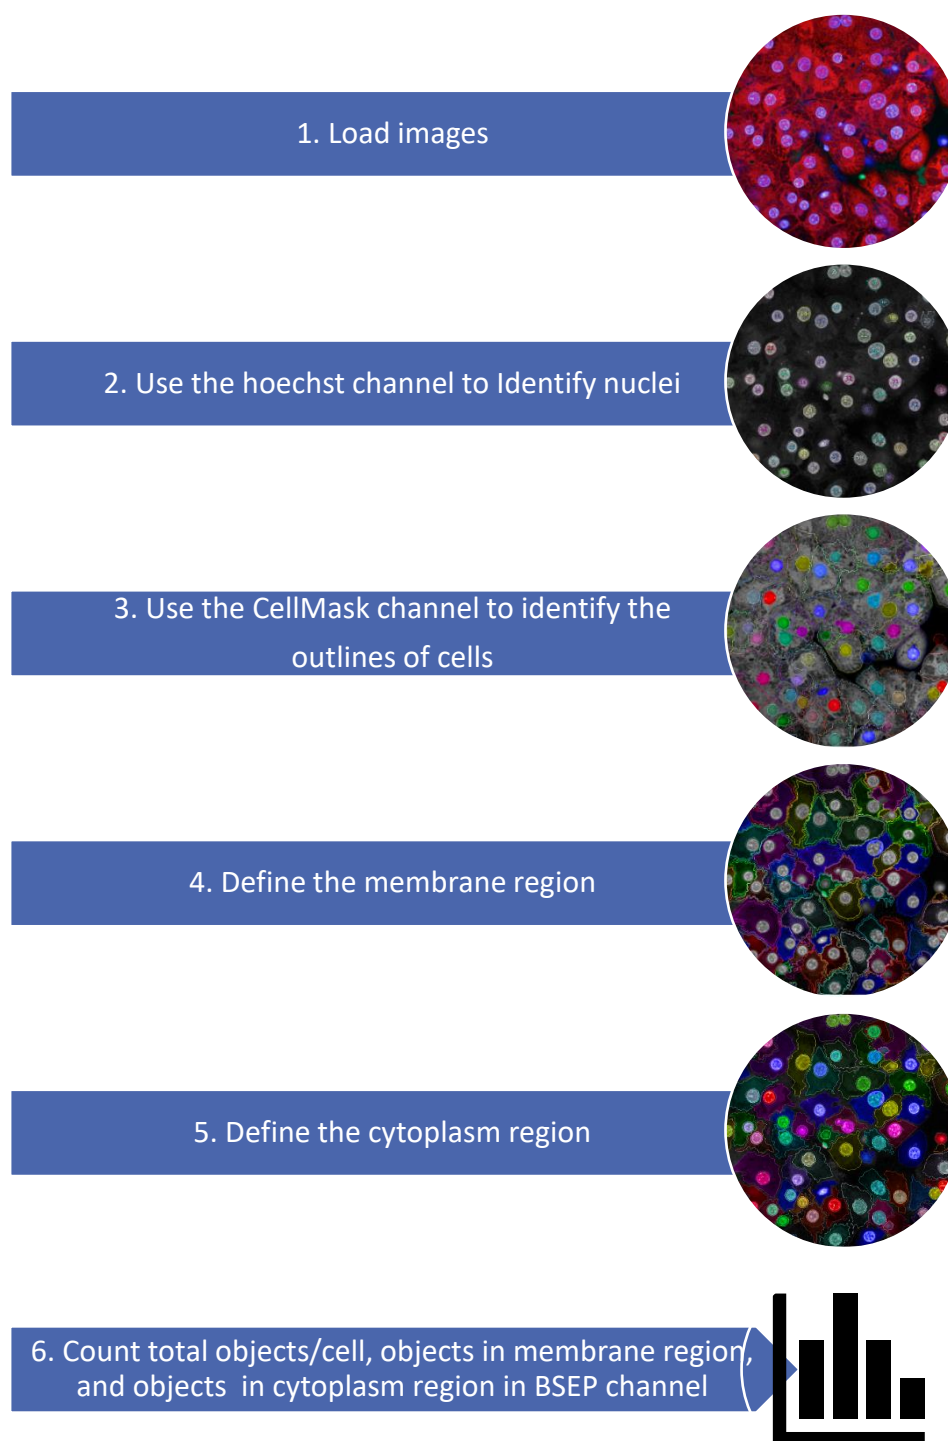 1. Load images
2. Use the hoechst channel to Identify nuclei
3. Use the CellMask channel to identify the
outlines of cells
4. Define the membrane region
5. Define the cytoplasm region
6. Count total objects/cell, objects in membrane region,
and objects  in cytoplasm region in BSEP channel